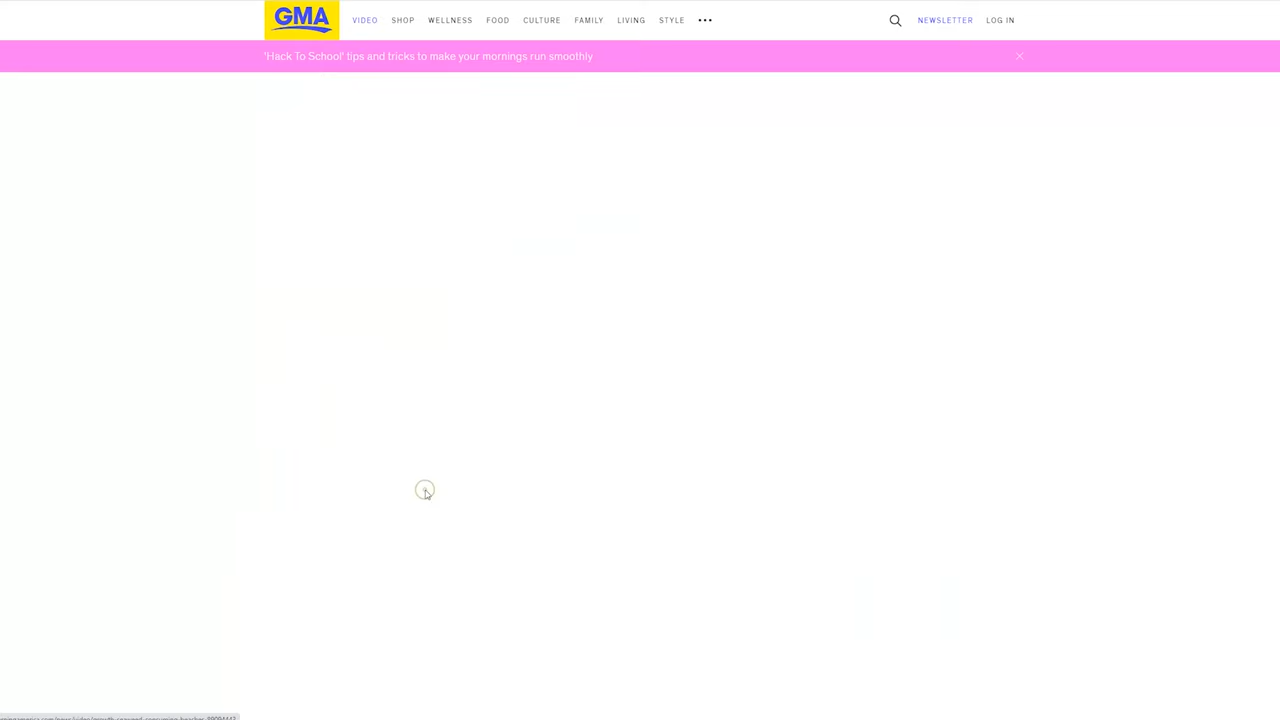 GMA
VIDEO SHOP WELLNESS FOOD CULTURE FAMILY LIVING STYLE ••• NEWSLETTER LOG IN
'Hack To School' tips and tricks to make your mornings run smoothly